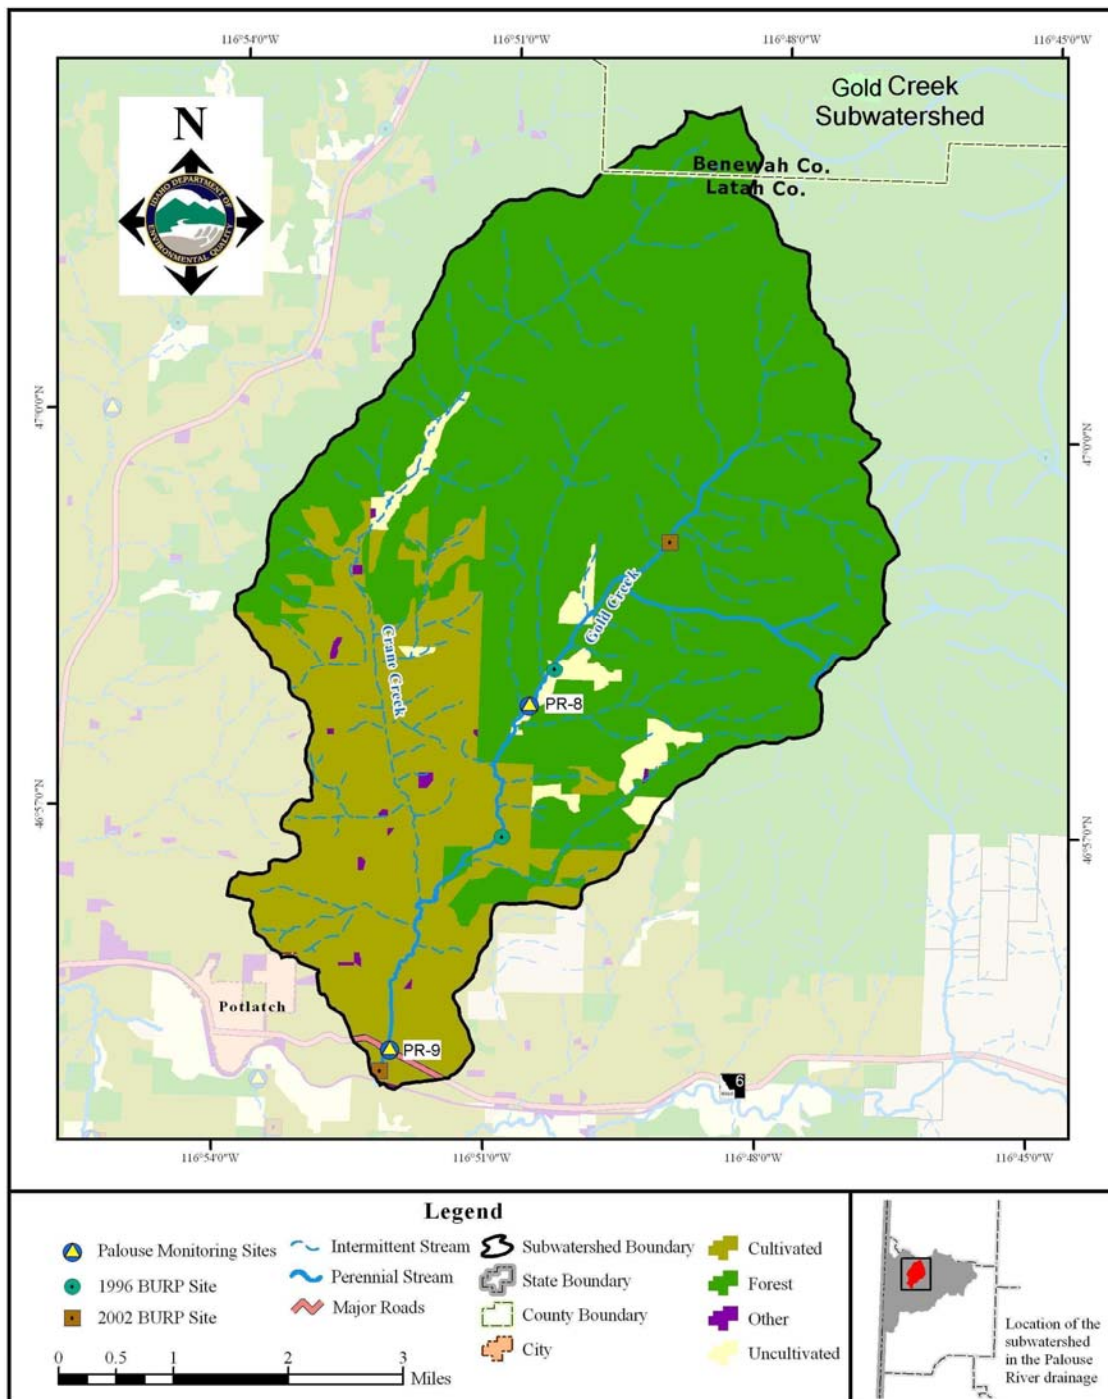 116°54'0"W
116°51'0"W
116°48'0"W
116°45'0"W
Gold Creek
Subwatershed
N
IDAHO DEPARTMENT OF
ENVIRONMENTAL QUALITY
Benewah Co.
Latah Co.
47°0'0"N
47°0'0"N
Gold Creek
Crane Creek
PR-8
46°57'0"N
46°57'0"N
Potlatch
PR-9
6
116°54'0"W
116°51'0"W
116°48'0"W
116°45'0"W
Legend
Palouse Monitoring Sites
1996 BURP Site
2002 BURP Site
Intermittent Stream
Perennial Stream
Major Roads
Subwatershed Boundary
State Boundary
County Boundary
City
Cultivated
Forest
Other
Uncultivated
0 0.5 1 2 3
Miles
Location of the
subwatershed
in the Palouse
River drainage